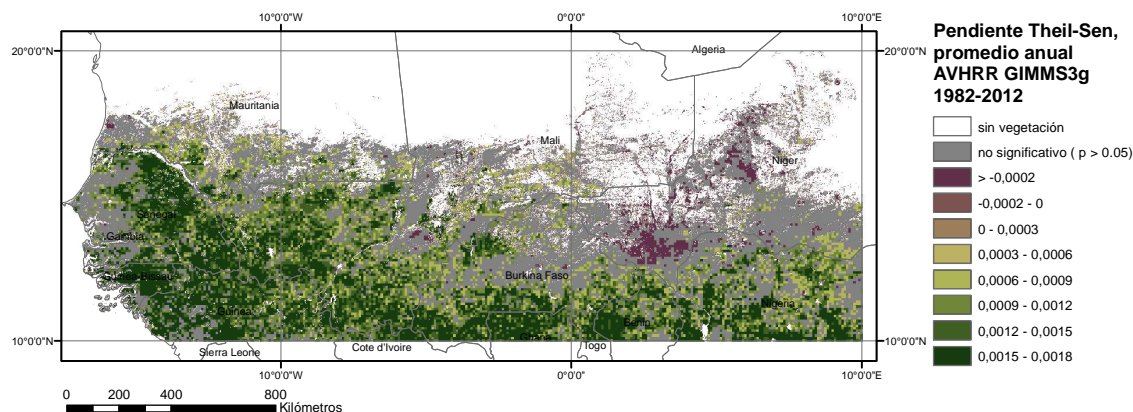 10°0'0"W
0°0'0"
10°0'0"E
20°0'0"N
20°0'0"N
Algeria
Mauritania
Mali
Niger
Senegal
Gambia
Guinea-Bissau
Burkina Faso
Guinea
Nigeria
Benin
Ghana
10°0'0"N
10°0'0"N
Sierra Leone
Cote d'Ivoire
Togo
10°0'0"W
0°0'0"
10°0'0"E
0 200 400 800
Kilómetros
Pendiente Theil-Sen,
promedio anual
AVHRR GIMMS3g
1982-2012
sin vegetación
no significativo ( p > 0.05)
> -0,0002
-0,0002 - 0
0 - 0,0003
0,0003 - 0,0006
0,0006 - 0,0009
0,0009 - 0,0012
0,0012 - 0,0015
0,0015 - 0,0018